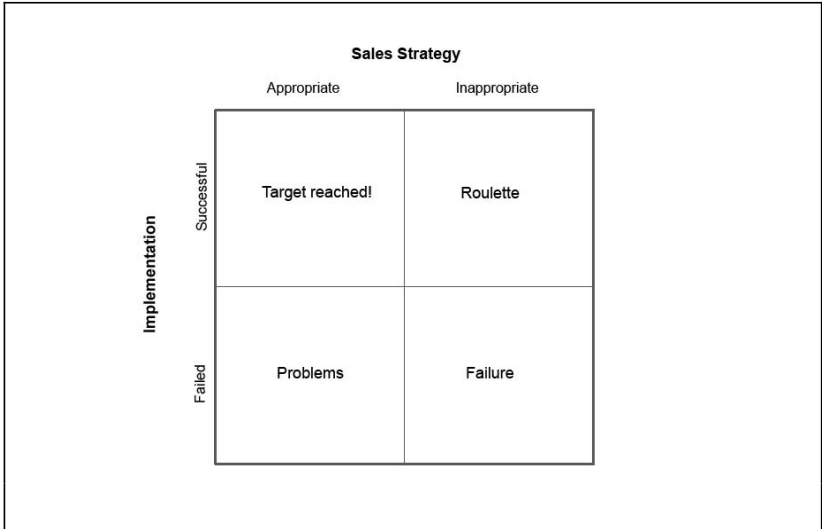 Sales Strategy
Appropriate
Inappropriate
Implementation
Successful
Target reached!
Roulette
Failed
Problems
Failure